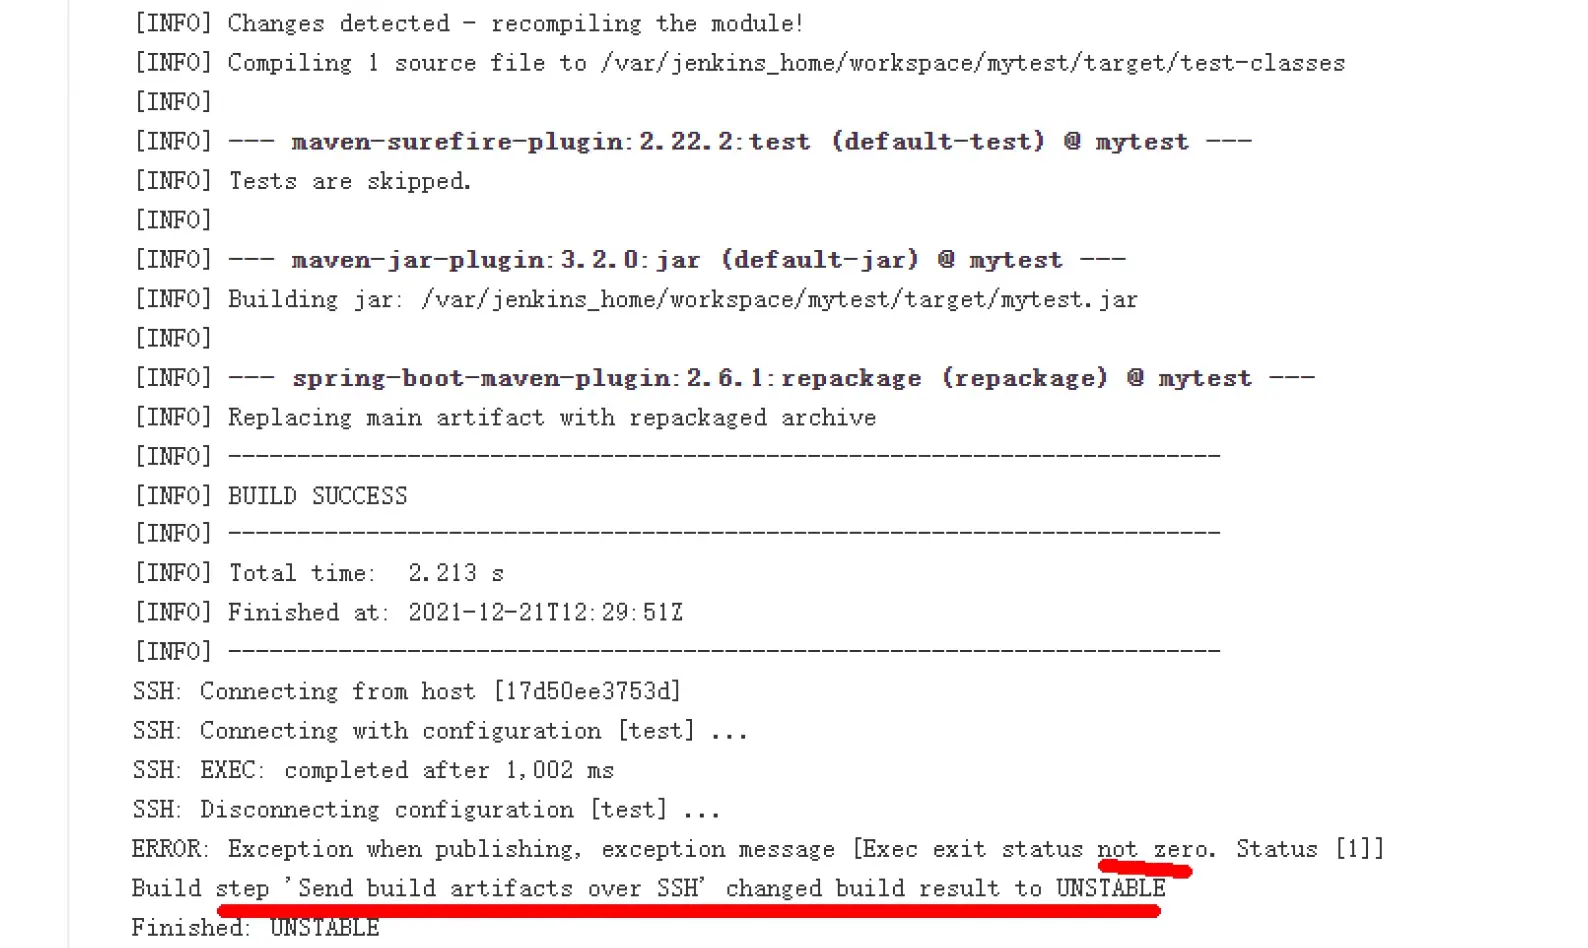 [INFO] Changes detected - recompiling the module!
[INFO] Compiling 1 source file to /var/jenkins_home/workspace/mytest/target/test-classes
[INFO]
[INFO] --- maven-surefire-plugin:2.22.2:test (default-test) @ mytest ---
[INFO] Tests are skipped.
[INFO]
[INFO] --- maven-jar-plugin:3.2.0:jar (default-jar) @ mytest ---
[INFO] Building jar: /var/jenkins_home/workspace/mytest/target/mytest.jar
[INFO]
[INFO] --- spring-boot-maven-plugin:2.6.1:repackage (repackage) @ mytest ---
[INFO] Replacing main artifact with repackaged archive
[INFO] ------------------------------------------------------------------------
[INFO] BUILD SUCCESS
[INFO] ------------------------------------------------------------------------
[INFO] Total time:  2.213 s
[INFO] Finished at: 2021-12-21T12:29:51Z
[INFO] ------------------------------------------------------------------------
SSH: Connecting from host [17d50ee3753d]
SSH: Connecting with configuration [test] ...
SSH: EXEC: completed after 1,002 ms
SSH: Disconnecting configuration [test] ...
ERROR: Exception when publishing, exception message [Exec exit status not zero. Status [1]]
Build step 'Send build artifacts over SSH' changed build result to UNSTABLE
Finished: UNSTABLE